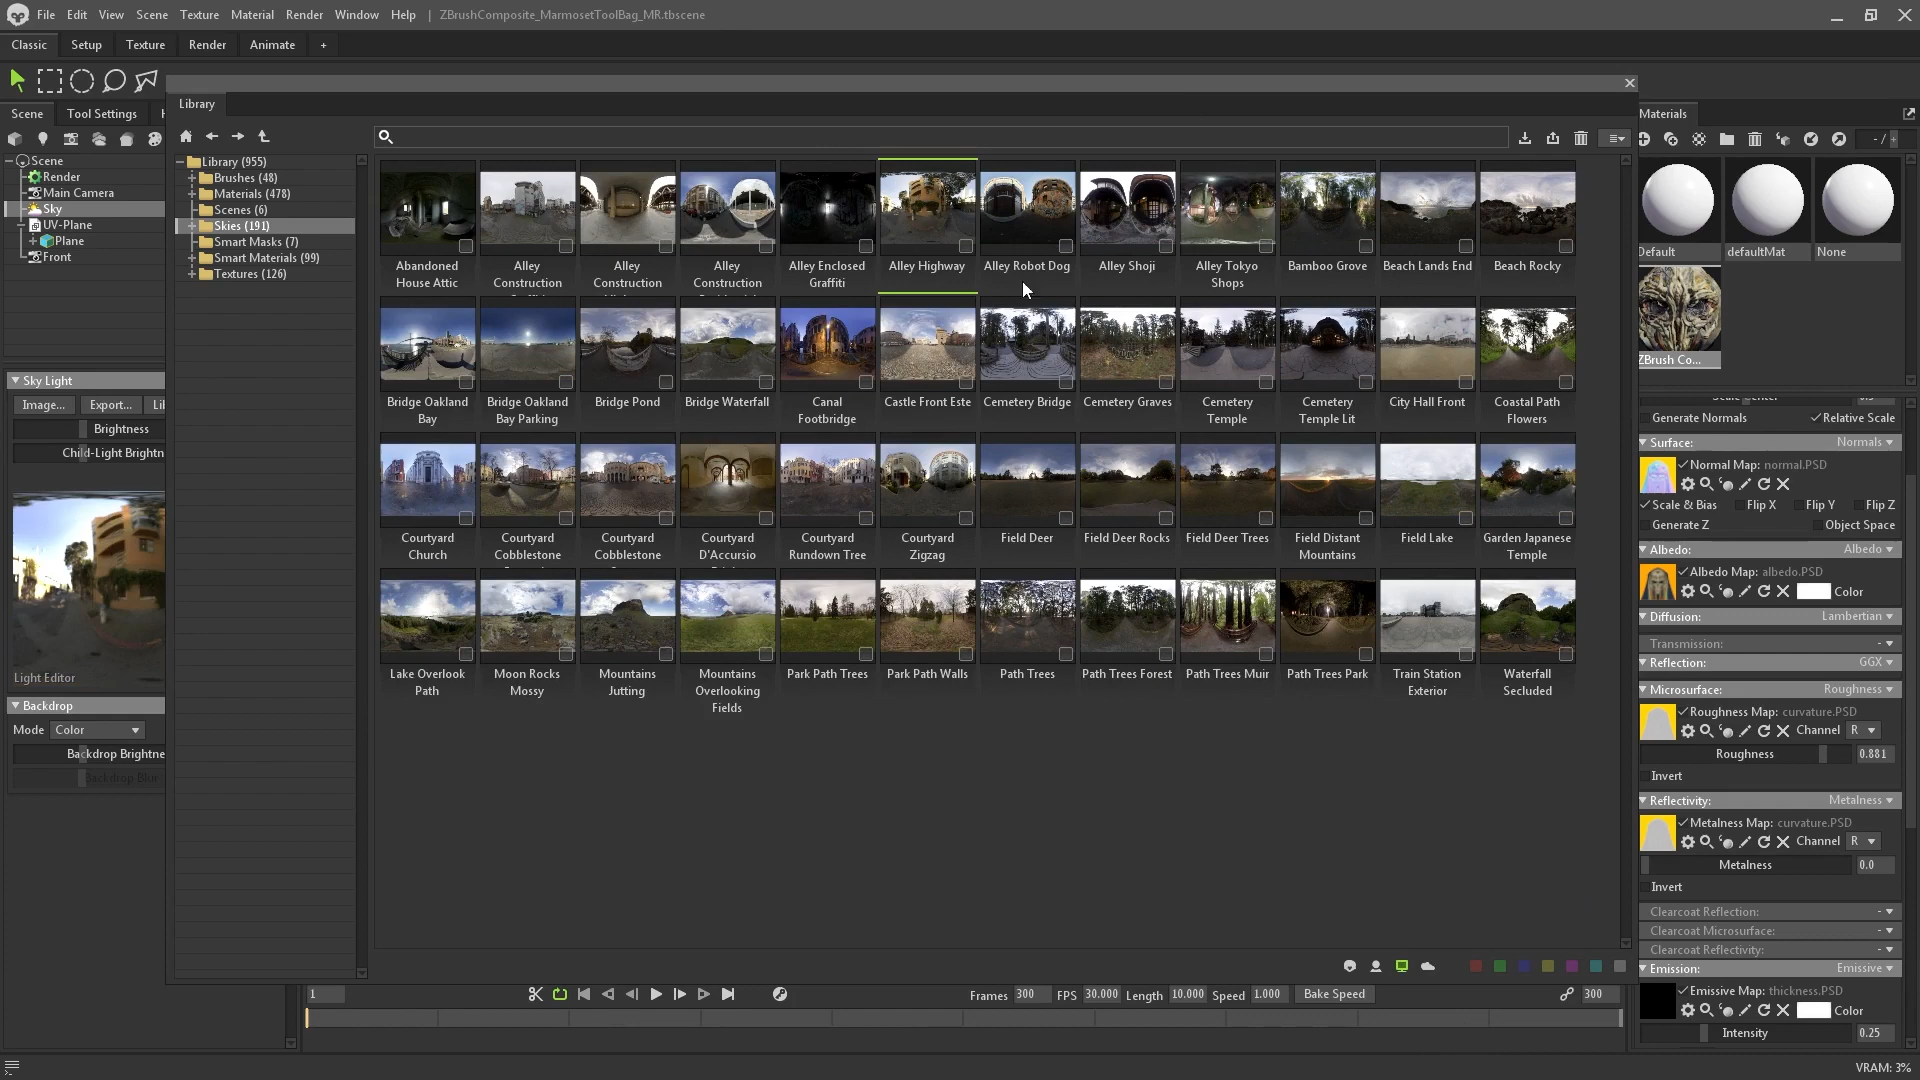 File Edit View Scene Texture Material Render Window Help | ZBrushComposite_MarmosetToolBag_MR.tbscene
Classic Setup Texture Render Animate +
Scene Tool Settings
Library
Materials
Scene
Render
Main Camera
Sky
UV-Plane
Plane
Front
Library (955)
Brushes (48)
Materials (478)
Scenes (6)
Skies (191)
Smart Masks (7)
Smart Materials (99)
Textures (126)
Sky Light
Image... Export... Li
Brightness
Child-Light Brightn
Light Editor
Backdrop
Mode Color
Backdrop Brightne
Backdrop Blur
Abandoned House Attic
Alley Construction
Alley Construction
Alley Construction
Alley Enclosed Graffiti
Alley Highway
Alley Robot Dog
Alley Shoji
Alley Tokyo Shops
Bamboo Grove
Beach Lands End
Beach Rocky
Bridge Oakland Bay
Bridge Oakland Bay Parking
Bridge Pond
Bridge Waterfall
Canal Footbridge
Castle Front Este
Cemetery Bridge
Cemetery Graves
Cemetery Temple
Cemetery Temple Lit
City Hall Front
Coastal Path Flowers
Courtyard Church
Courtyard Cobblestone
Courtyard Cobblestone
Courtyard D'Accursio
Courtyard Rundown Tree
Courtyard Zigzag
Field Deer
Field Deer Rocks
Field Deer Trees
Field Distant Mountains
Field Lake
Garden Japanese Temple
Lake Overlook Path
Moon Rocks Mossy
Mountains Jutting
Mountains Overlooking Fields
Park Path Trees
Park Path Walls
Path Trees
Path Trees Forest
Path Trees Muir
Path Trees Park
Train Station Exterior
Waterfall Secluded
- /
Default defaultMat None
ZBrush Co...
Generate Normals Relative Scale
Surface: Normals
Normal Map: normal.PSD
Scale & Bias Flip X Flip Y Flip Z
Generate Z Object Space
Albedo: Albedo
Albedo Map: albedo.PSD
Color
Diffusion: Lambertian
Transmission: -
Reflection: GGX
Microsurface: Roughness
Roughness Map: curvature.PSD
Channel R
Roughness 0.881
Invert
Reflectivity: Metalness
Metalness Map: curvature.PSD
Channel R
Metalness 0.0
Invert
Clearcoat Reflection: -
Clearcoat Microsurface: -
Clearcoat Reflectivity: -
Emission: Emissive
Emissive Map: thickness.PSD
Color
Intensity 0.25
1 Frames 300 FPS 30.000 Length 10.000 Speed 1.000 Bake Speed 300
VRAM: 3%